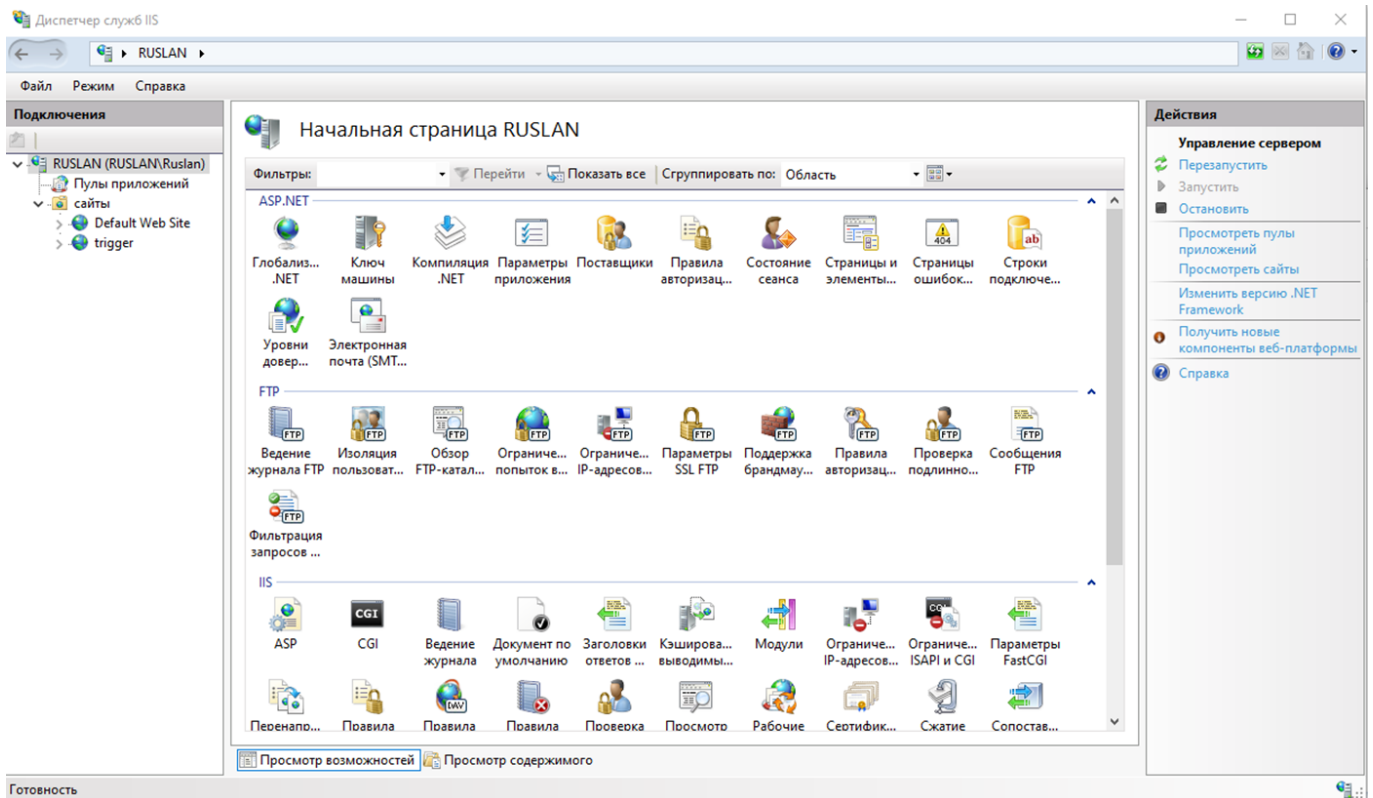 Диспетчер служб IIS
RUSLAN
Файл Режим Справка
Подключения
RUSLAN (RUSLAN\Ruslan)
Пулы приложений
сайты
Default Web Site
trigger
Начальная страница RUSLAN
Фильтры: Перейти Показать все Сгруппировать по: Область
ASP.NET
Глобализ... Ключ Компиляция Параметры Поставщики Правила Состояние Страницы и Страницы Строки
.NET машины .NET приложения авторизац... сеанса элементы... ошибок... подключе...
Уровни Электронная
довер... почта (SMT...
FTP
Ведение Изоляция Обзор Ограниче... Ограниче... Параметры Поддержка Правила Проверка Сообщения
журнала FTP пользоват... FTP-катал... попыток в... IP-адресов... SSL FTP брандмау... авторизац... подлинно... FTP
Фильтрация
запросов ...
IIS
ASP CGI Ведение Документ по Заголовки Кэширова... Модули Ограниче... Ограниче... Параметры
журнала умолчанию ответов ... выводимы... IP-адресов... ISAPI и CGI FastCGI
Перенапр... Правила Правила Правила Проверка Просмотр Рабочие Сертифик... Сжатие Сопостав...
Просмотр возможностей Просмотр содержимого
Действия
Управление сервером
Перезапустить
Запустить
Остановить
Просмотреть пулы
приложений
Просмотреть сайты
Изменить версию .NET
Framework
Получить новые
компоненты веб-платформы
Справка
Готовность